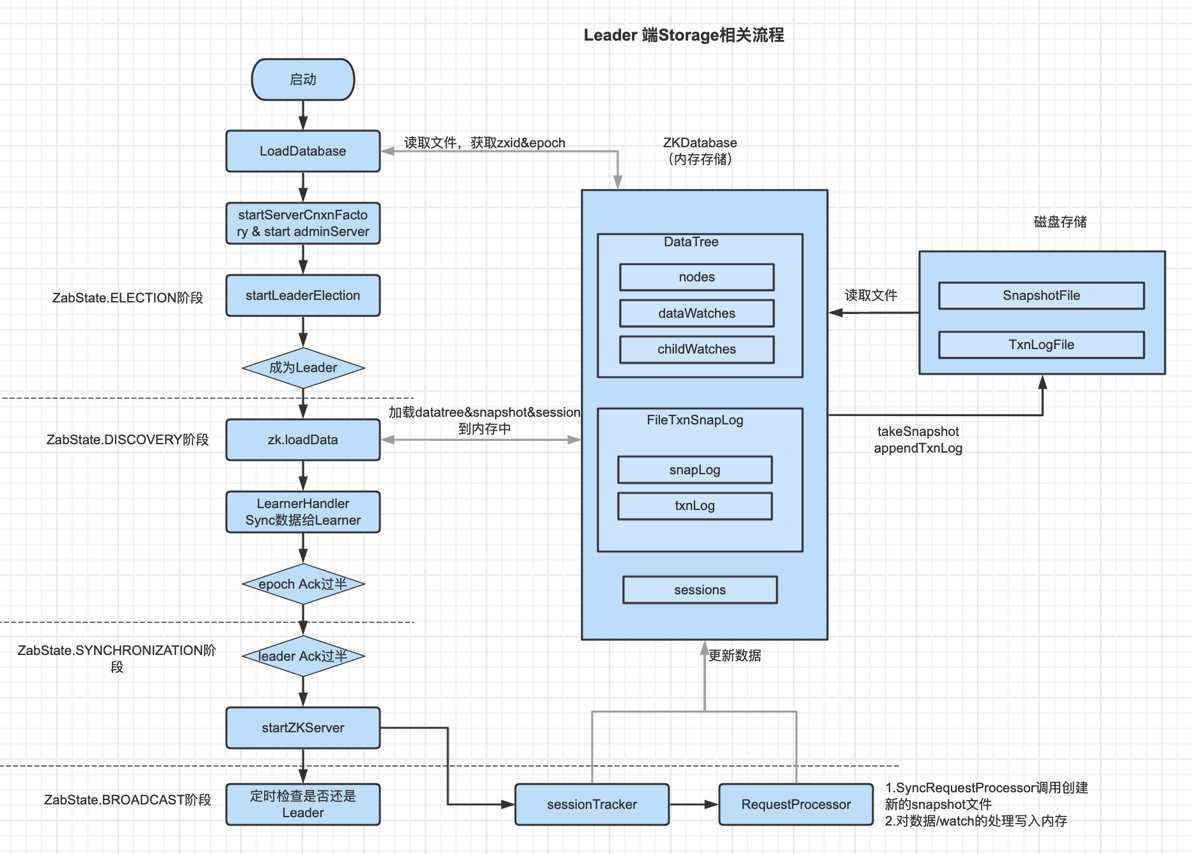 Leader 端Storage相关流程
启动
LoadDatabase
读取文件，获取zxid&epoch
ZKDatabase
（内存存储）
startServerCnxnFacto
ry & start adminServer
磁盘存储
DataTree
nodes
dataWatches
childWatches
ZabState.ELECTION阶段
startLeaderElection
读取文件
SnapshotFile
TxnLogFile
成为Leader
加载datatree&snapshot&session
到内存中
ZabState.DISCOVERY阶段
zk.loadData
FileTxnSnapLog
snapLog
txnLog
takeSnapshot
appendTxnLog
LearnerHandler
Sync数据给Learner
epoch Ack过半
sessions
ZabState.SYNCHRONIZATION阶
段
leader Ack过半
更新数据
startZKServer
ZabState.BROADCAST阶段
定时检查是否还是
Leader
sessionTracker
RequestProcessor
1.SyncRequestProcessor调用创建
新的snapshot文件
2.对数据/watch的处理写入内存